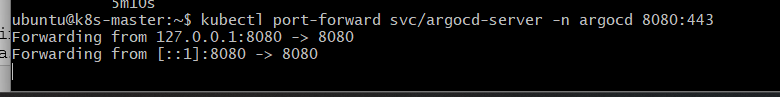 5m10s
ubuntu@k8s-master:~$ kubectl port-forward svc/argocd-server -n argocd 8080:443
Forwarding from 127.0.0.1:8080 -> 8080
Forwarding from [::1]:8080 -> 8080